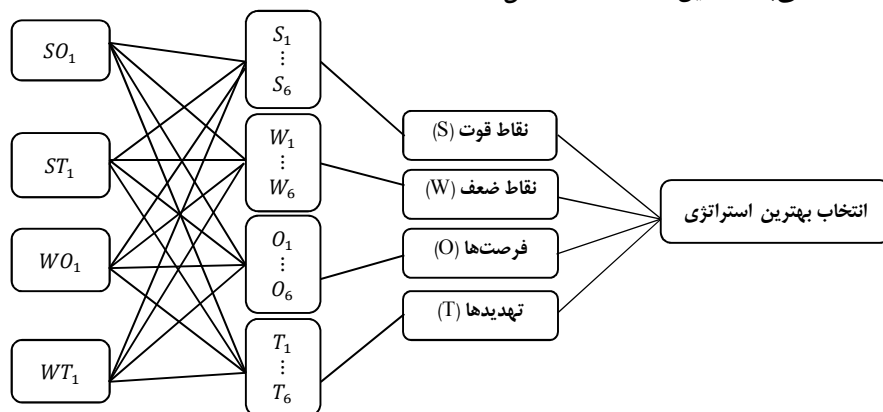 انتخاب بهترین استراتژی
نقاط قوت (S)
نقاط ضعف (W)
فرصت‌ها (O)
تهدیدها (T)
S₁
⋮
S₆
W₁
⋮
W₆
O₁
⋮
O₆
T₁
⋮
T₆
SO₁
ST₁
WO₁
WT₁